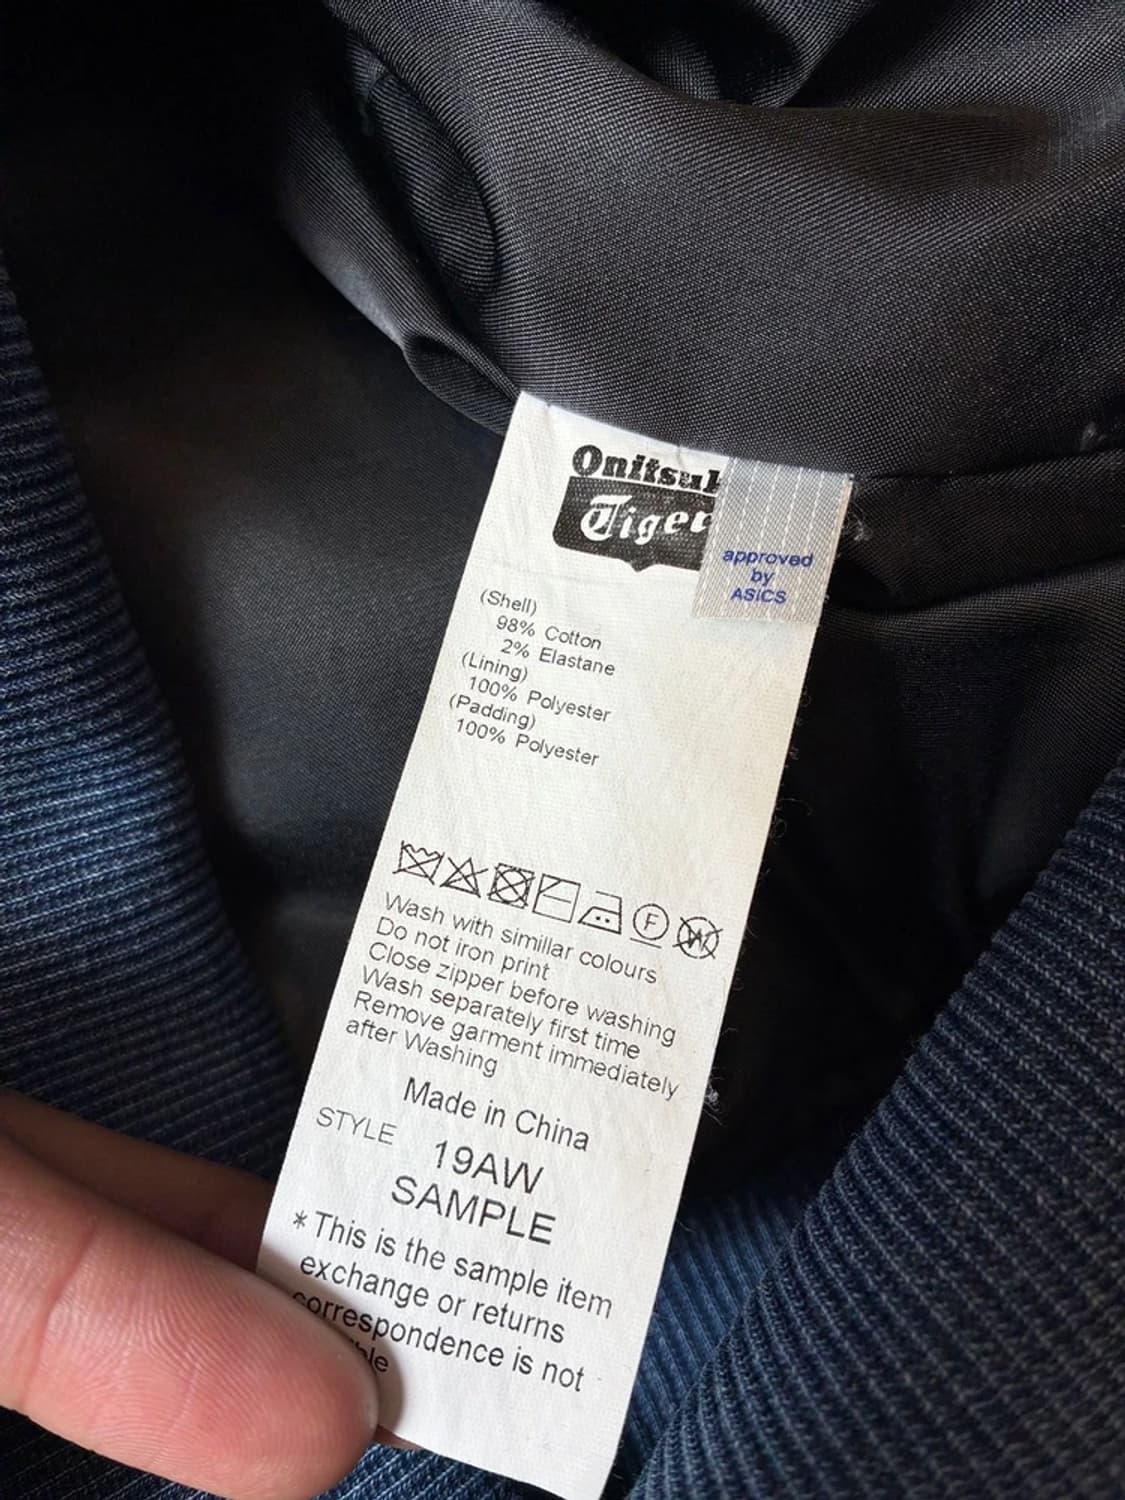 Onitsuk
Tiger
approved
by
ASICS
(Shell)
98% Cotton
2% Elastane
(Lining)
100% Polyester
(Padding)
100% Polyester
F
W
Wash with simillar colours
Do not iron print
Close zipper before washing
Wash separately first time
Remove garment immediately
after Washing
Made in China
STYLE 19AW
SAMPLE
* This is the sample item
exchange or returns
correspondence is not